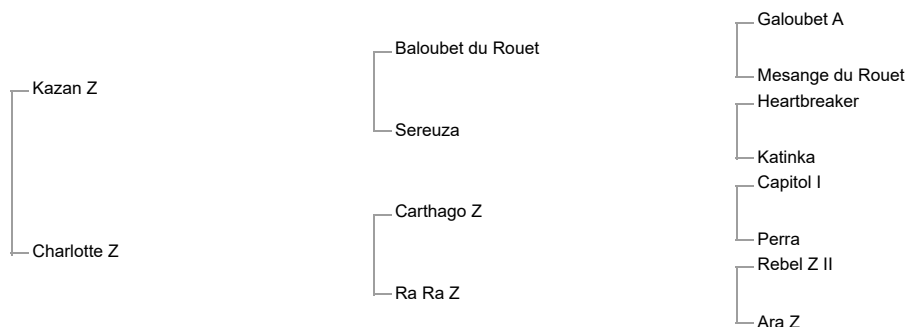 Galoubet A
Baloubet du Rouet
Mesange du Rouet
Kazan Z
Heartbreaker
Sereuza
Katinka
Capitol I
Carthago Z
Perra
Charlotte Z
Rebel Z II
Ra Ra Z
Ara Z